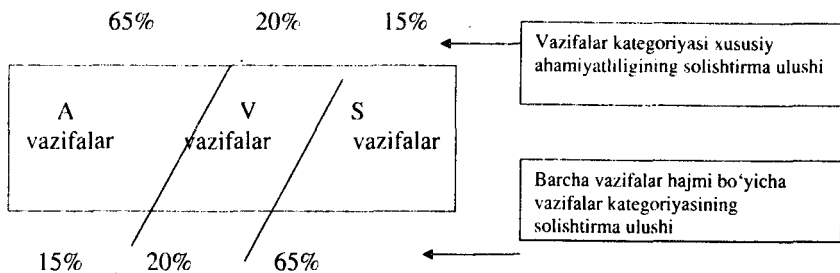 65% 20% 15%
Vazifalar kategoriyasi xususiy
ahamiyatliligining solishtirma ulushi
A V S
vazifalar vazifalar vazifalar
Barcha vazifalar hajmi bo‘yicha
vazifalar kategoriyasining
solishtirma ulushi
15% 20% 65%